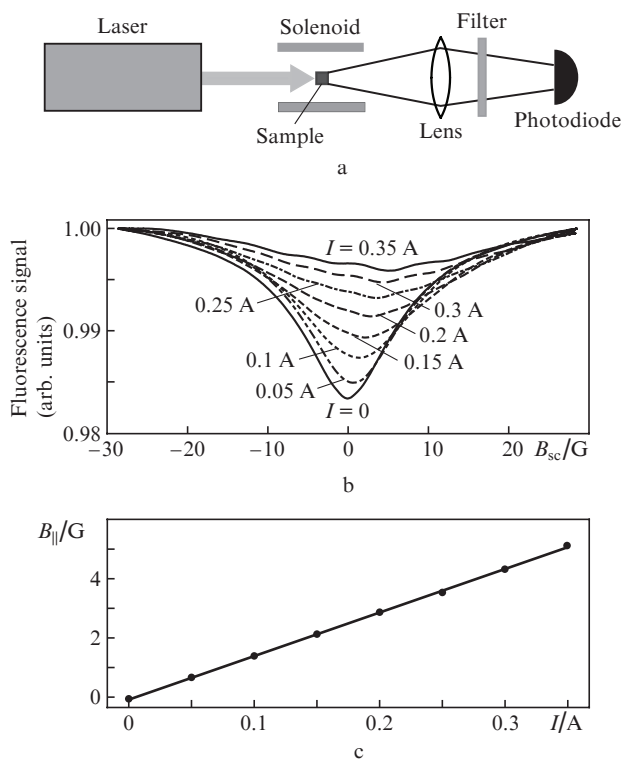 Laser
Solenoid
Filter
Sample
Lens
Photodiode
a
Fluorescence signal
(arb. units)
1.00
0.99
0.98
I = 0.35 A
0.25 A
0.3 A
0.2 A
0.15 A
0.1 A
0.05 A
I = 0
−30 −20 −10 0 10 20 Bsc/G
b
B||/G
4
2
0
0 0.1 0.2 0.3 I/A
c